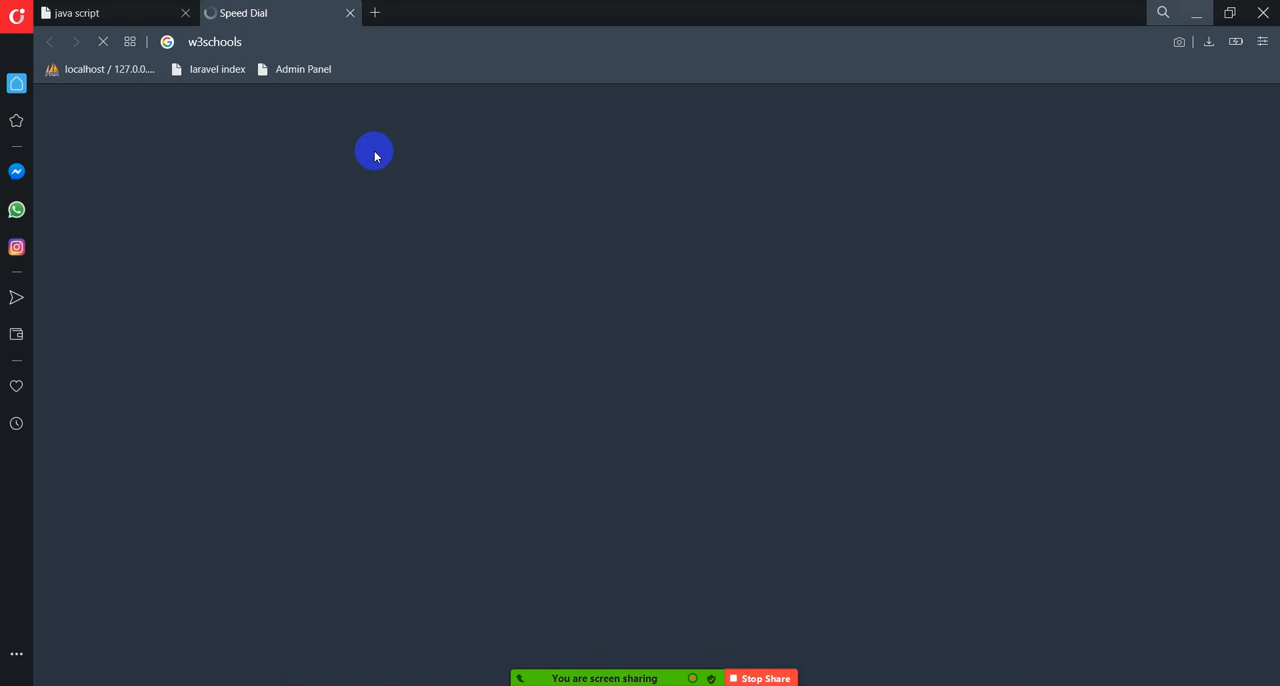 java script
Speed Dial
w3schools
localhost / 127.0.0....
laravel index
Admin Panel
You are screen sharing
Stop Share